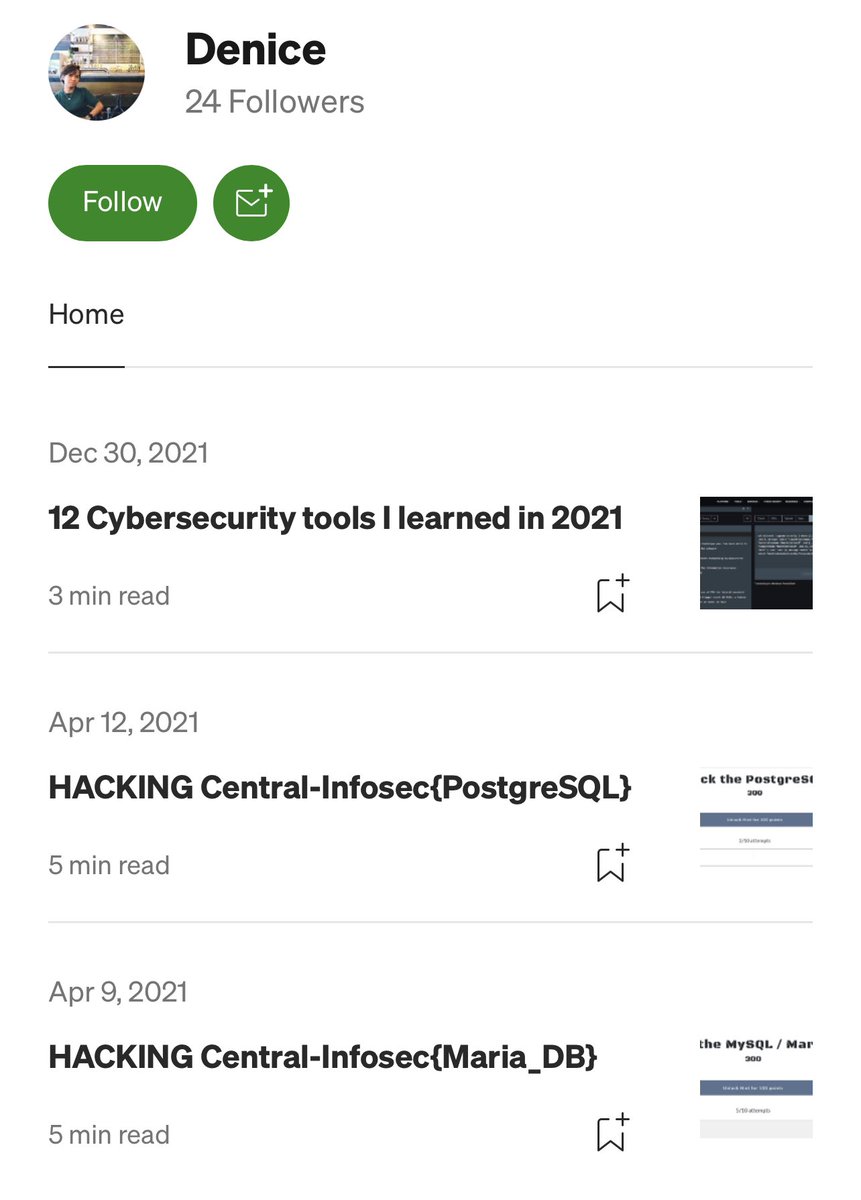 Denice
24 Followers
Follow
Home
Dec 30, 2021
12 Cybersecurity tools I learned in 2021
3 min read
Apr 12, 2021
HACKING Central-Infosec{PostgreSQL}
ck the PostgreS
300
Unlock Hint for 100 points
5 min read
Apr 9, 2021
HACKING Central-Infosec{Maria_DB}
the MySQL / Mar
300
Unlock Hint for 100 points
5/10 attempts
5 min read